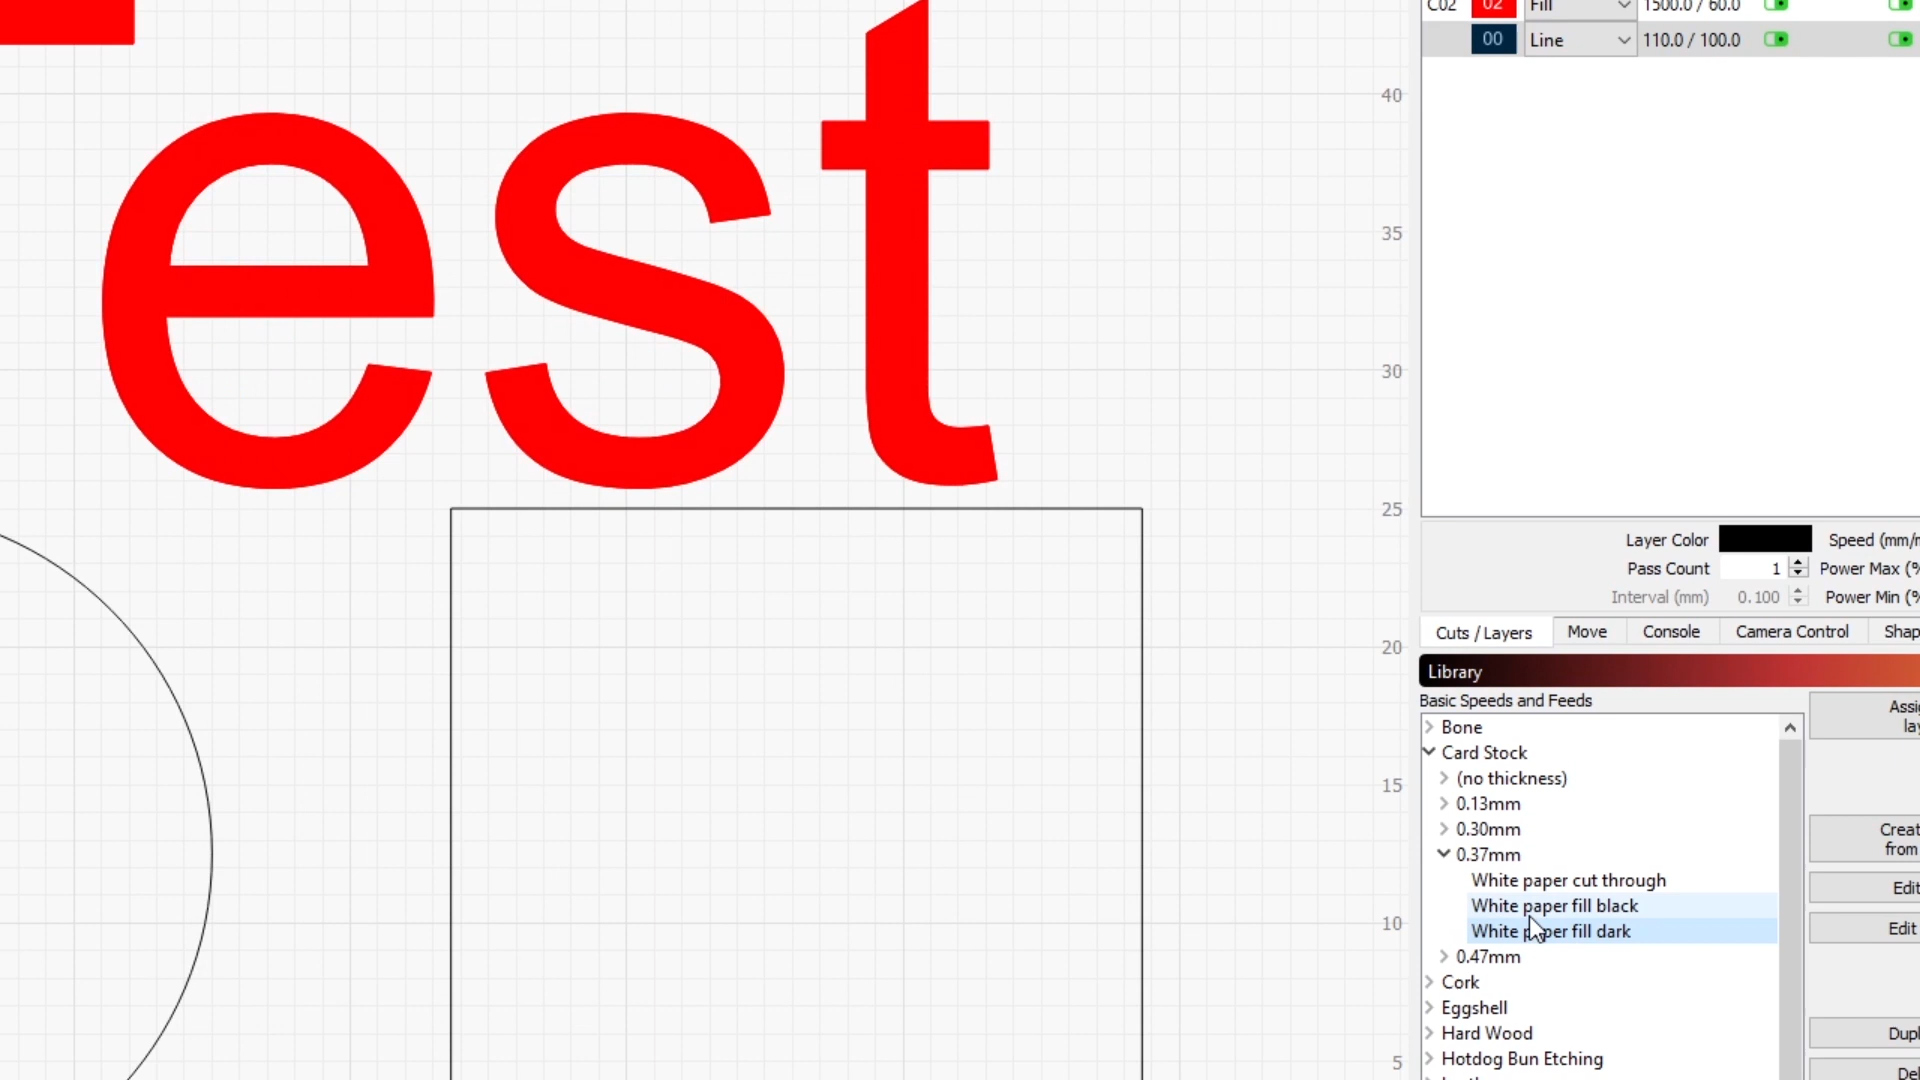 C02 02 Fill 1500.0 / 60.0
00 Line 110.0 / 100.0
est
40
35
30
25
20
15
10
5
Layer Color Speed (mm/
Pass Count 1 Power Max (%
Interval (mm) 0.100 Power Min (%
Cuts / Layers Move Console Camera Control Shap
Library
Basic Speeds and Feeds
Bone
Card Stock
(no thickness)
0.13mm
0.30mm
0.37mm
White paper cut through
White paper fill black
White paper fill dark
0.47mm
Cork
Eggshell
Hard Wood
Hotdog Bun Etching
Assi
lay
Creat
from
Edit
Edit
Dupl
Del